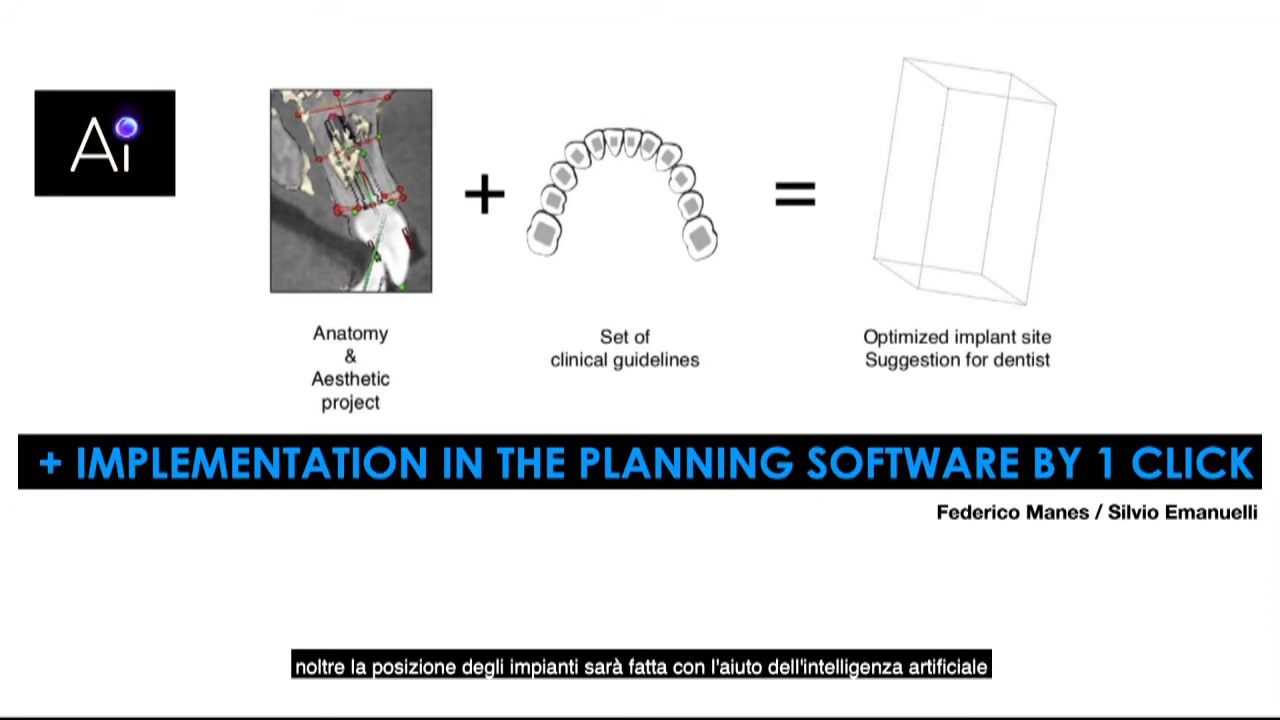 Ai
+
=
Anatomy
&
Aesthetic
project
Set of
clinical guidelines
Optimized implant site
Suggestion for dentist
+ IMPLEMENTATION IN THE PLANNING SOFTWARE BY 1 CLICK
Federico Manes / Silvio Emanuelli
noltre la posizione degli impianti sarà fatta con l'aiuto dell'intelligenza artificiale